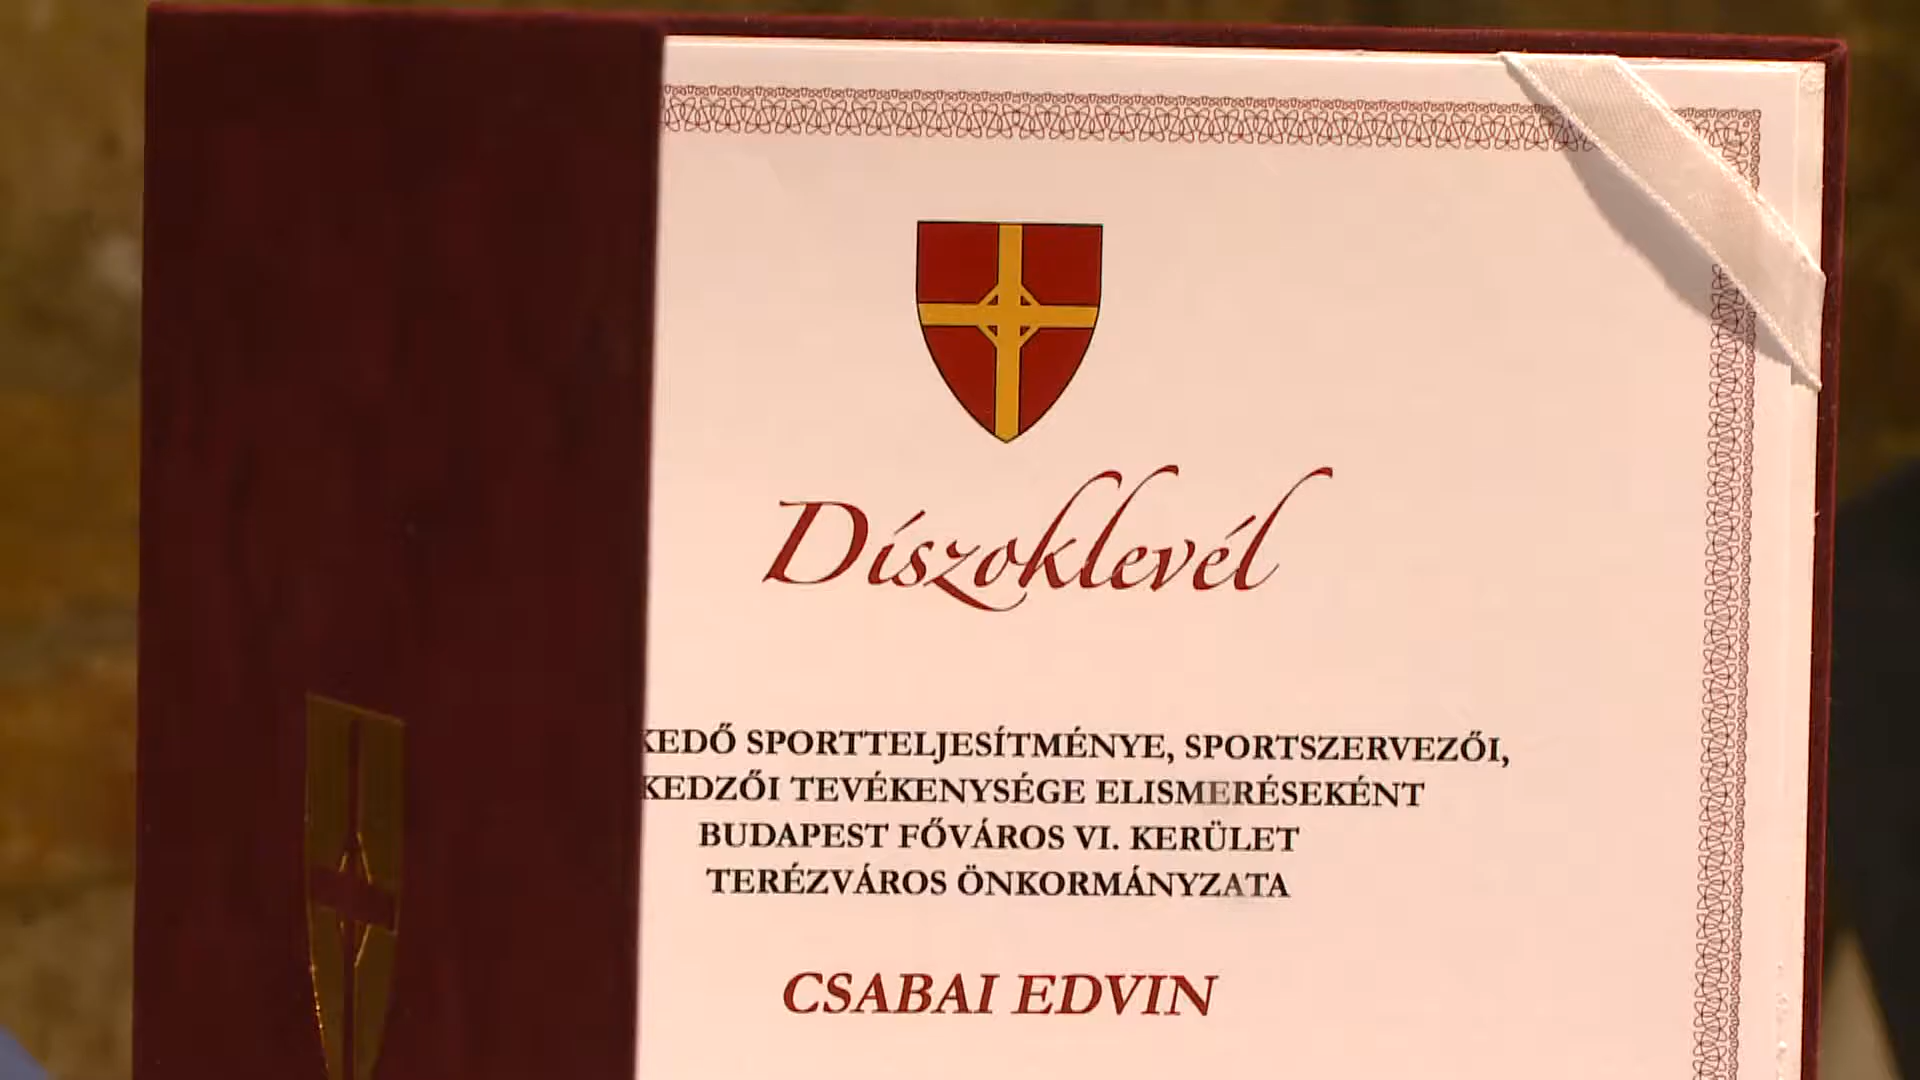 Díszoklevél
KEDŐ SPORTTELJESÍTMÉNYE, SPORTSZERVEZŐI,
KEDZŐI TEVÉKENYSÉGE ELISMERÉSEKÉNT
BUDAPEST FŐVÁROS VI. KERÜLET
TERÉZVÁROS ÖNKORMÁNYZATA
CSABAI EDVIN